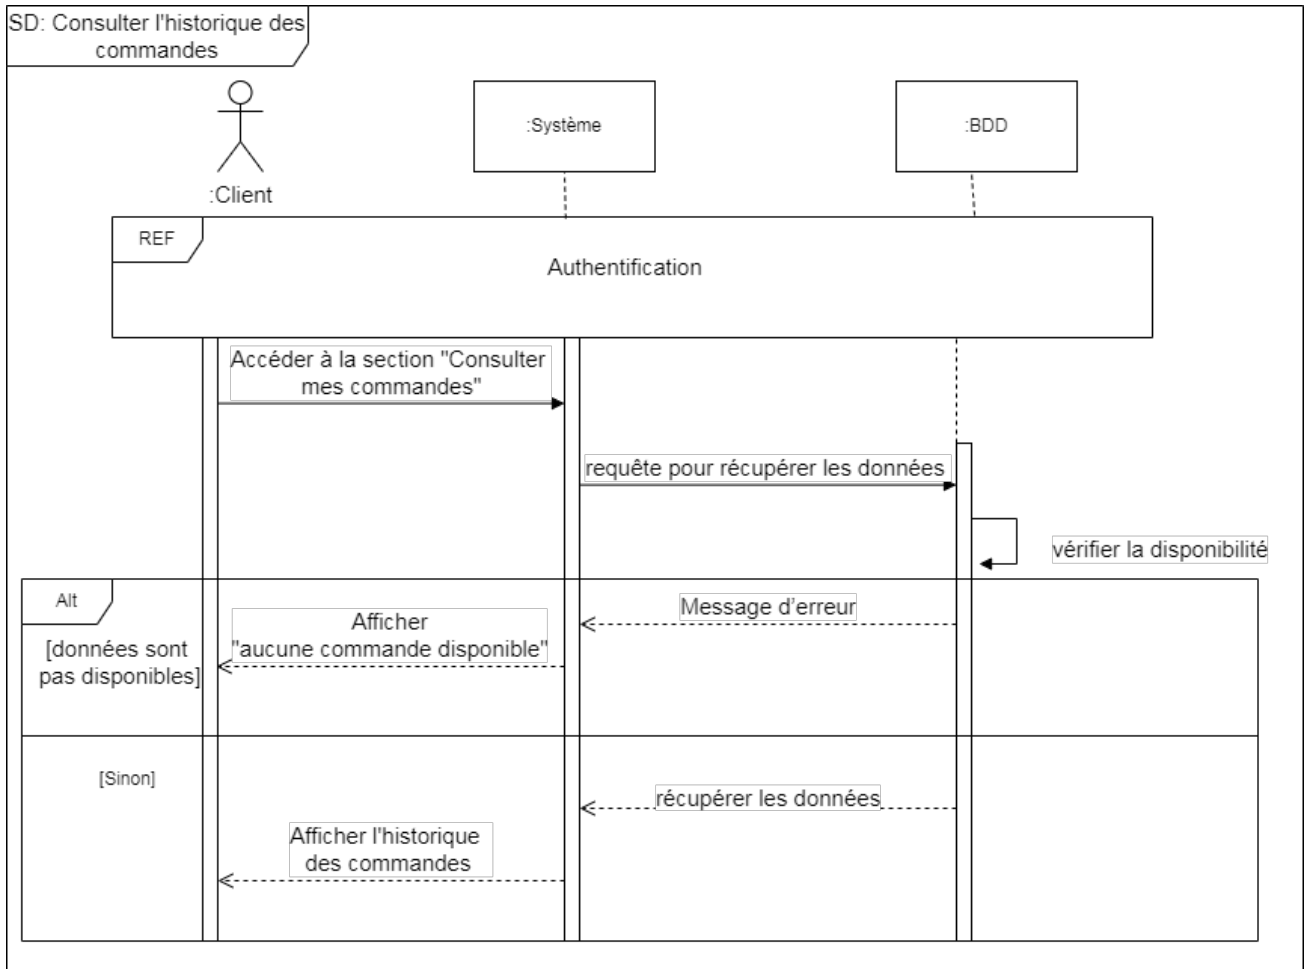 SD: Consulter l'historique des
commandes
:Client
:Système
:BDD
REF
Authentification
Accéder à la section "Consulter
mes commandes"
requête pour récupérer les données
vérifier la disponibilité
Alt
[données sont
pas disponibles]
Message d’erreur
Afficher
"aucune commande disponible"
[Sinon]
récupérer les données
Afficher l'historique
des commandes